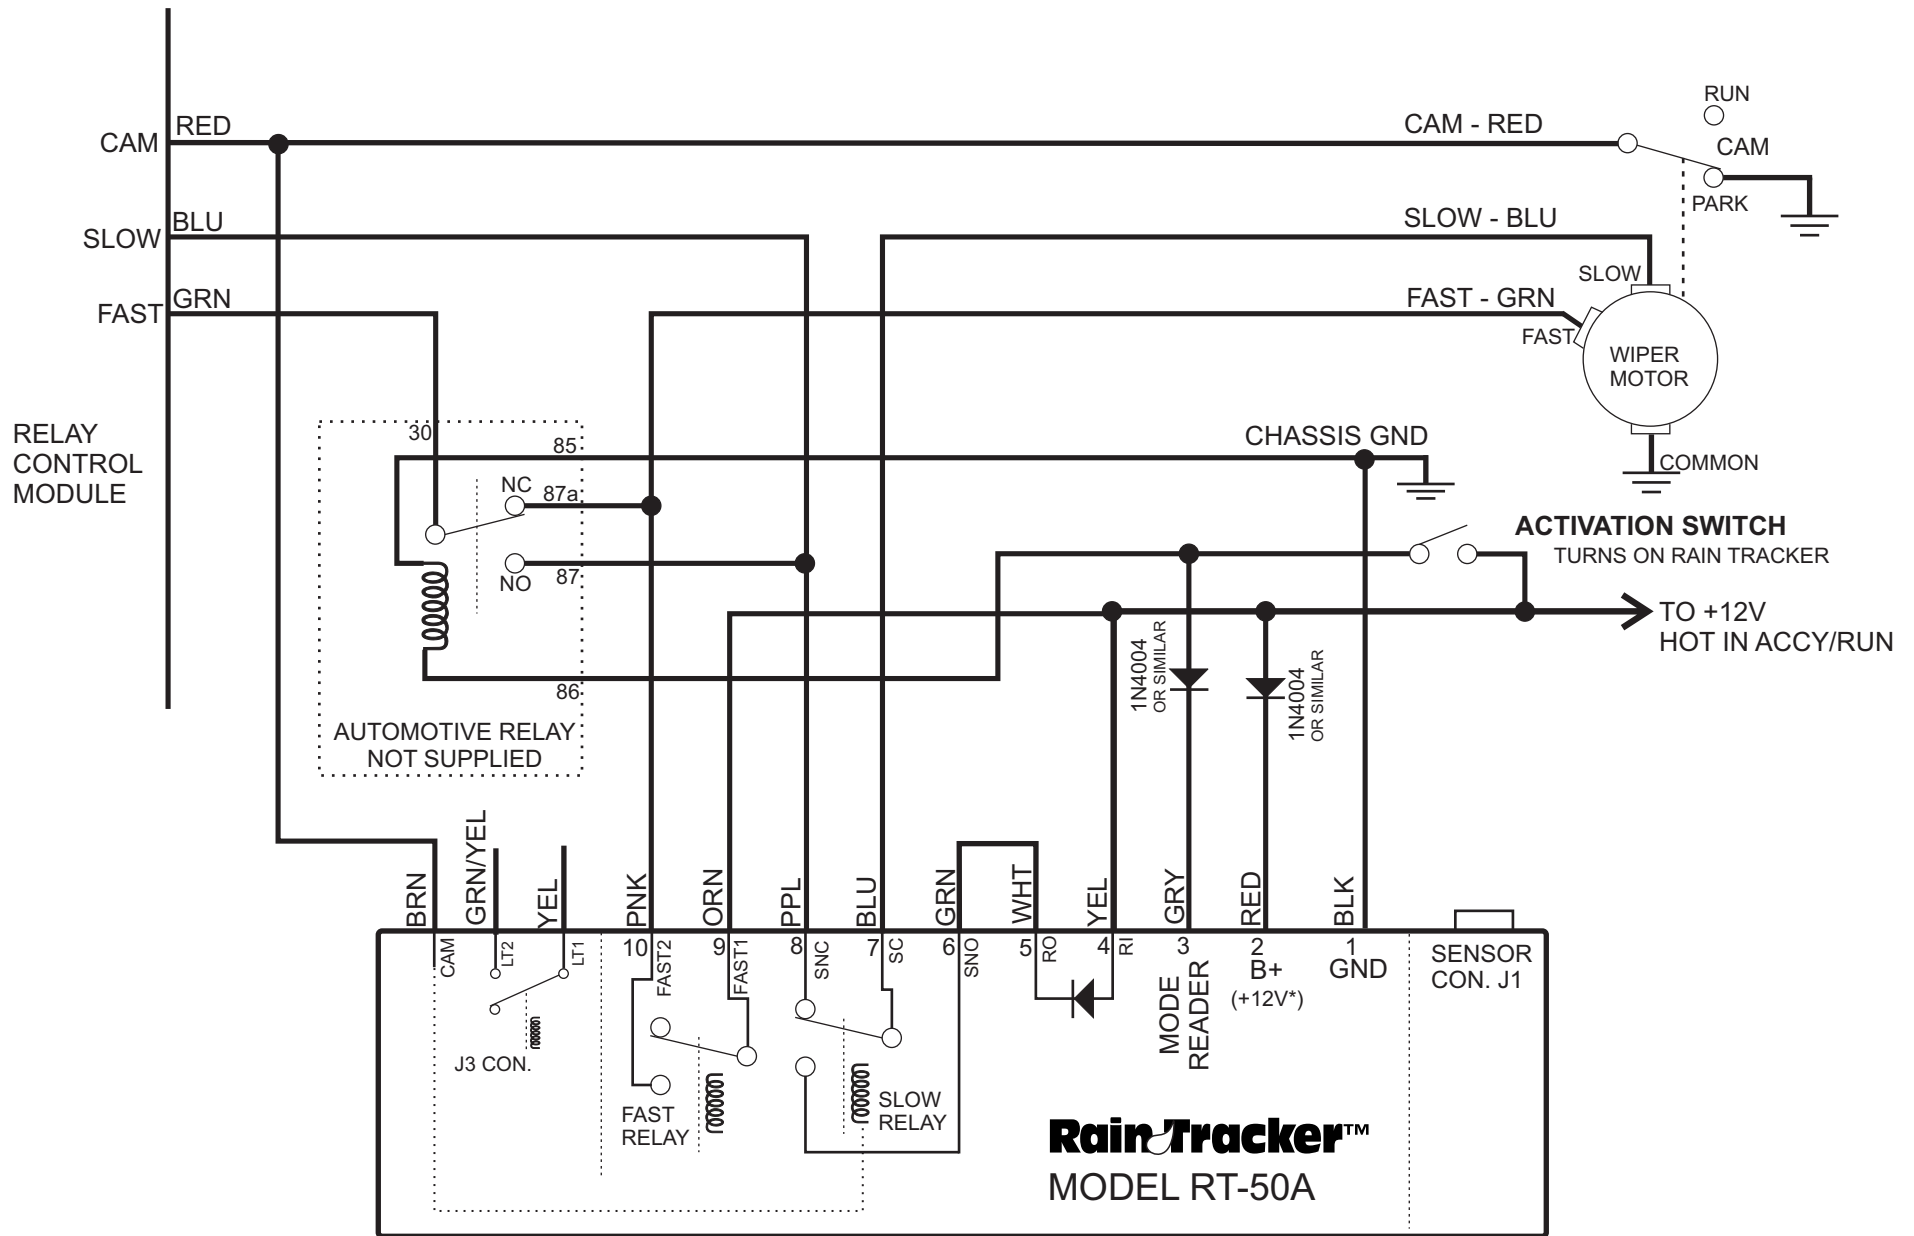 RUN
CAM
RED
CAM - RED
CAM
PARK
SLOW
BLU
SLOW - BLU
SLOW
FAST
GRN
FAST - GRN
FAST
WIPER
MOTOR
COMMON
RELAY
CONTROL
MODULE
30
85
CHASSIS GND
NC
87a
NO
87
86
AUTOMOTIVE RELAY
NOT SUPPLIED
ACTIVATION SWITCH
TURNS ON RAIN TRACKER
TO +12V
HOT IN ACCY/RUN
1N4004
OR SIMILAR
1N4004
OR SIMILAR
BRN
GRN/YEL
YEL
PNK
ORN
PPL
BLU
GRN
WHT
YEL
GRY
RED
BLK
CAM
LT2
LT1
10
FAST2
9
FAST1
8
SNC
7
SC
6
SNO
5
RO
4
RI
3
MODE
READER
2
B+
(+12V*)
1
GND
SENSOR
CON. J1
J3 CON.
FAST
RELAY
SLOW
RELAY
Rain Tracker™
MODEL RT-50A